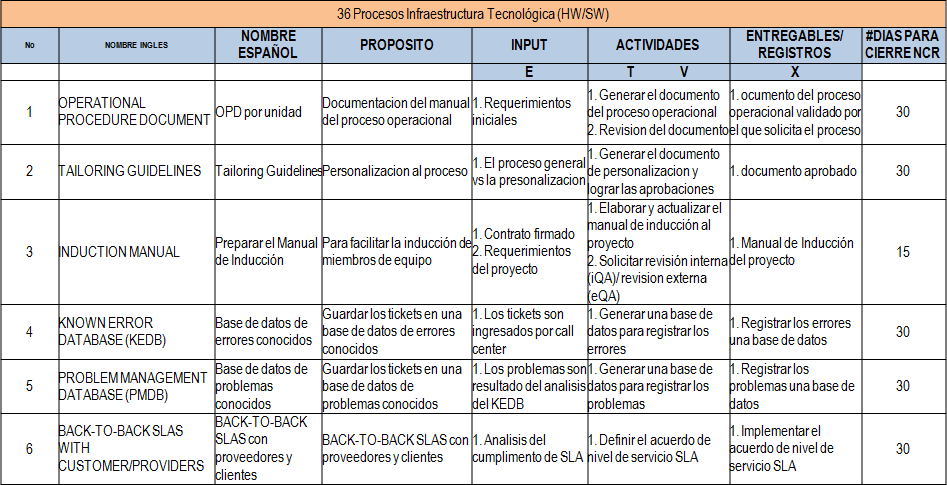 36 Procesos Infraestructura Tecnológica (HW/SW)
No
NOMBRE INGLES
NOMBRE
ESPAÑOL
PROPOSITO
INPUT
ACTIVIDADES
ENTREGABLES/
REGISTROS
#DIAS PARA
CIERRE NCR
E
T V
X
1
OPERATIONAL
PROCEDURE DOCUMENT
OPD por unidad
Documentacion del manual
del proceso operacional
1. Requerimientos
iniciales
1. Generar el documento
del proceso operacional
2. Revision del documento
1. ocumento del proceso
operacional validado por
el que solicita el proceso
30
2
TAILORING GUIDELINES
Tailoring Guidelines
Personalizacion al proceso
1. El proceso general
vs la presonalizacion
1. Generar el documento
de personalizacion y
lograr las aprobaciones
1. documento aprobado
30
3
INDUCTION MANUAL
Preparar el Manual
de Inducción
Para facilitar la inducción de
miembros de equipo
1. Contrato firmado
2. Requerimientos
del proyecto
1. Elaborar y actualizar el
manual de inducción al
proyecto
2. Solicitar revisión interna
(iQA)/ revision externa
(eQA)
1. Manual de Inducción
del proyecto
15
4
KNOWN ERROR
DATABASE (KEDB)
Base de datos de
errores conocidos
Guardar los tickets en una
base de datos de errores
conocidos
1. Los tickets son
ingresados por call
center
1. Generar una base de
datos para registrar los
errores
1. Registrar los errores
una base de datos
30
5
PROBLEM MANAGEMENT
DATABASE (PMDB)
Base de datos de
problemas
conocidos
Guardar los tickets en una
base de datos de
problemas conocidos
1. Los problemas son
resultado del analisis
del KEDB
1. Generar una base de
datos para registrar los
problemas
1. Registrar los
problemas una base de
datos
30
6
BACK-TO-BACK SLAS
WITH
CUSTOMER/PROVIDERS
BACK-TO-BACK
SLAS con
proveedores y
clientes
BACK-TO-BACK SLAS con
proveedores y clientes
1. Analisis del
cumplimento de SLA
1. Definir el acuerdo de
nivel de servicio SLA
1. Implementar el
acuerdo de nivel de
servicio SLA
30